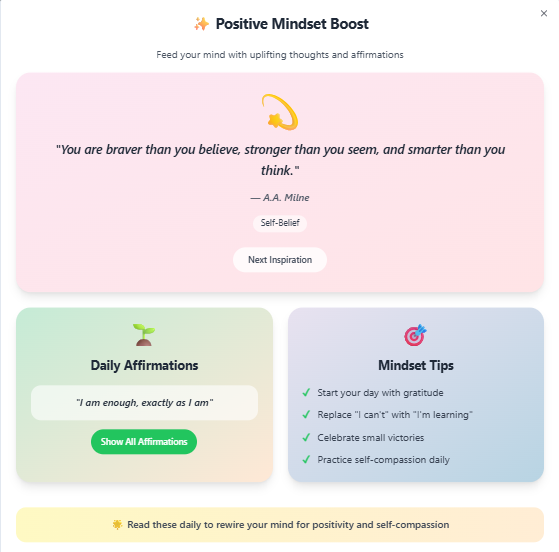 Positive Mindset Boost
Feed your mind with uplifting thoughts and affirmations
"You are braver than you believe, stronger than you seem, and smarter than you
think."
— A.A. Milne
Self-Belief
Next Inspiration
Daily Affirmations
"I am enough, exactly as I am"
Show All Affirmations
Mindset Tips
Start your day with gratitude
Replace "I can't" with "I'm learning"
Celebrate small victories
Practice self-compassion daily
Read these daily to rewire your mind for positivity and self-compassion